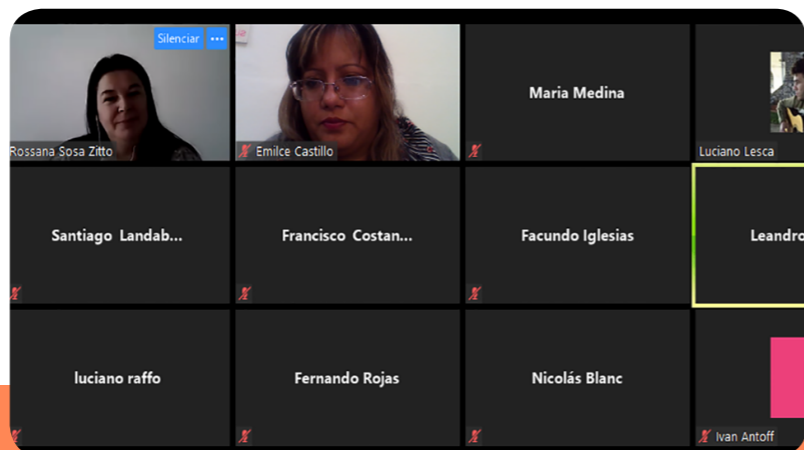 Silenciar
Rossana Sosa Zitto
Emilce Castillo
Maria Medina
Luciano Lesca
Santiago Landab...
Francisco Costan...
Facundo Iglesias
Leandro
luciano raffo
Fernando Rojas
Nicolás Blanc
Ivan Antoff